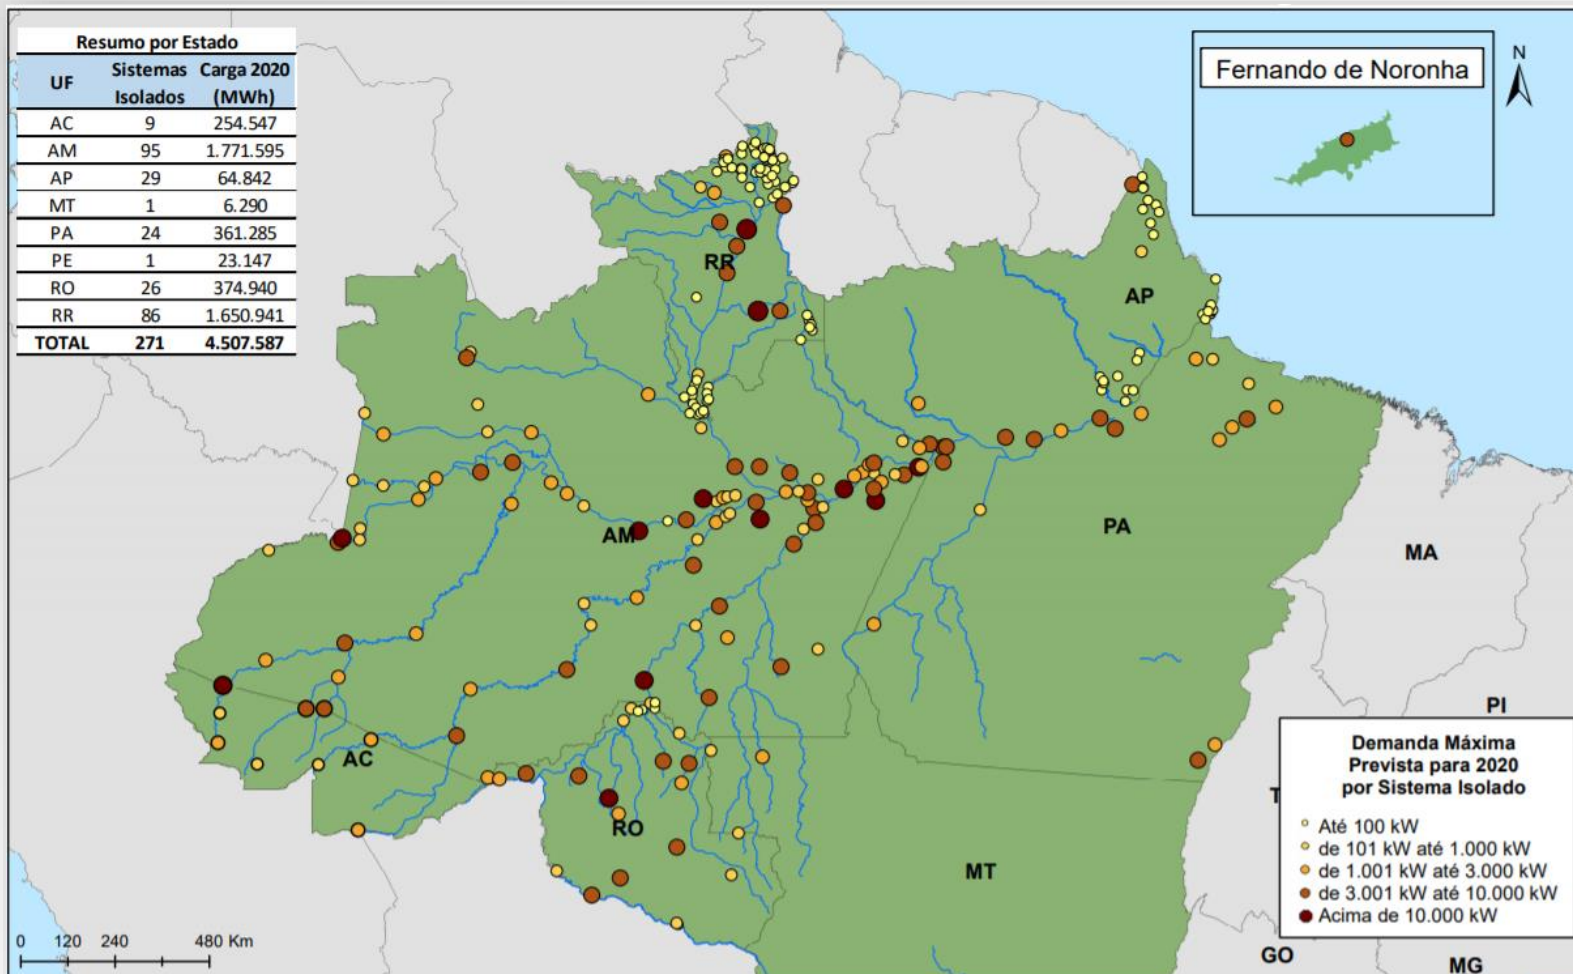 Resumo por Estado
UF Sistemas Isolados Carga 2020 (MWh)
AC 9 254.547
AM 95 1.771.595
AP 29 64.842
MT 1 6.290
PA 24 361.285
PE 1 23.147
RO 26 374.940
RR 86 1.650.941
TOTAL 271 4.507.587
Fernando de Noronha
N
RR
AP
AM
PA
MA
PI
AC
RO
MT
T
GO
MG
Demanda Máxima
Prevista para 2020
por Sistema Isolado
Até 100 kW
de 101 kW até 1.000 kW
de 1.001 kW até 3.000 kW
de 3.001 kW até 10.000 kW
Acima de 10.000 kW
0 120 240 480 Km